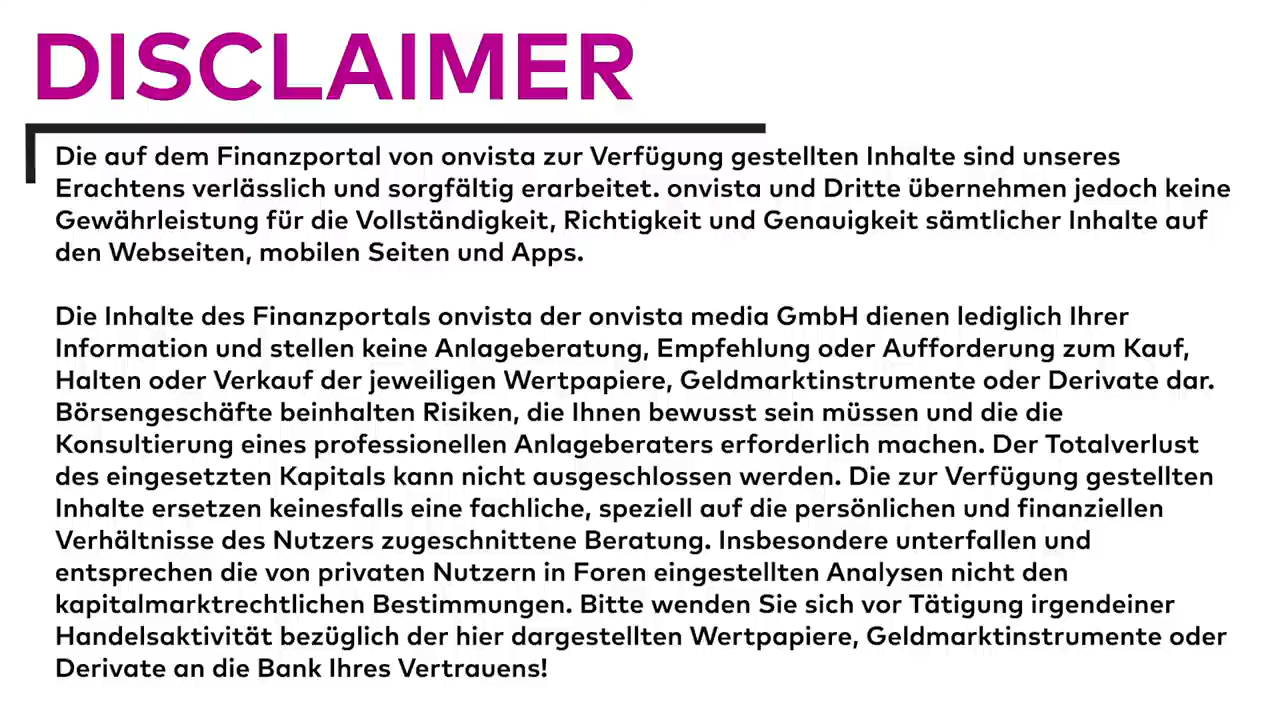 DISCLAIMER
Die auf dem Finanzportal von onvista zur Verfügung gestellten Inhalte sind unseres
Erachtens verlässlich und sorgfältig erarbeitet. onvista und Dritte übernehmen jedoch keine
Gewährleistung für die Vollständigkeit, Richtigkeit und Genauigkeit sämtlicher Inhalte auf
den Webseiten, mobilen Seiten und Apps.
Die Inhalte des Finanzportals onvista der onvista media GmbH dienen lediglich Ihrer
Information und stellen keine Anlageberatung, Empfehlung oder Aufforderung zum Kauf,
Halten oder Verkauf der jeweiligen Wertpapiere, Geldmarktinstrumente oder Derivate dar.
Börsengeschäfte beinhalten Risiken, die Ihnen bewusst sein müssen und die die
Konsultierung eines professionellen Anlageberaters erforderlich machen. Der Totalverlust
des eingesetzten Kapitals kann nicht ausgeschlossen werden. Die zur Verfügung gestellten
Inhalte ersetzen keinesfalls eine fachliche, speziell auf die persönlichen und finanziellen
Verhältnisse des Nutzers zugeschnittene Beratung. Insbesondere unterfallen und
entsprechen die von privaten Nutzern in Foren eingestellten Analysen nicht den
kapitalmarktrechtlichen Bestimmungen. Bitte wenden Sie sich vor Tätigung irgendeiner
Handelsaktivität bezüglich der hier dargestellten Wertpapiere, Geldmarktinstrumente oder
Derivate an die Bank Ihres Vertrauens!